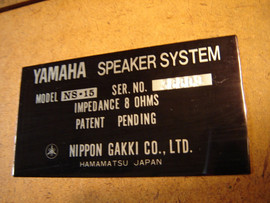 YAMAHA SPEAKER SYSTEM
MODEL NS-15 SER. NO.
IMPEDANCE 8 OHMS
PATENT PENDING
NIPPON GAKKI CO., LTD.
HAMAMATSU JAPAN